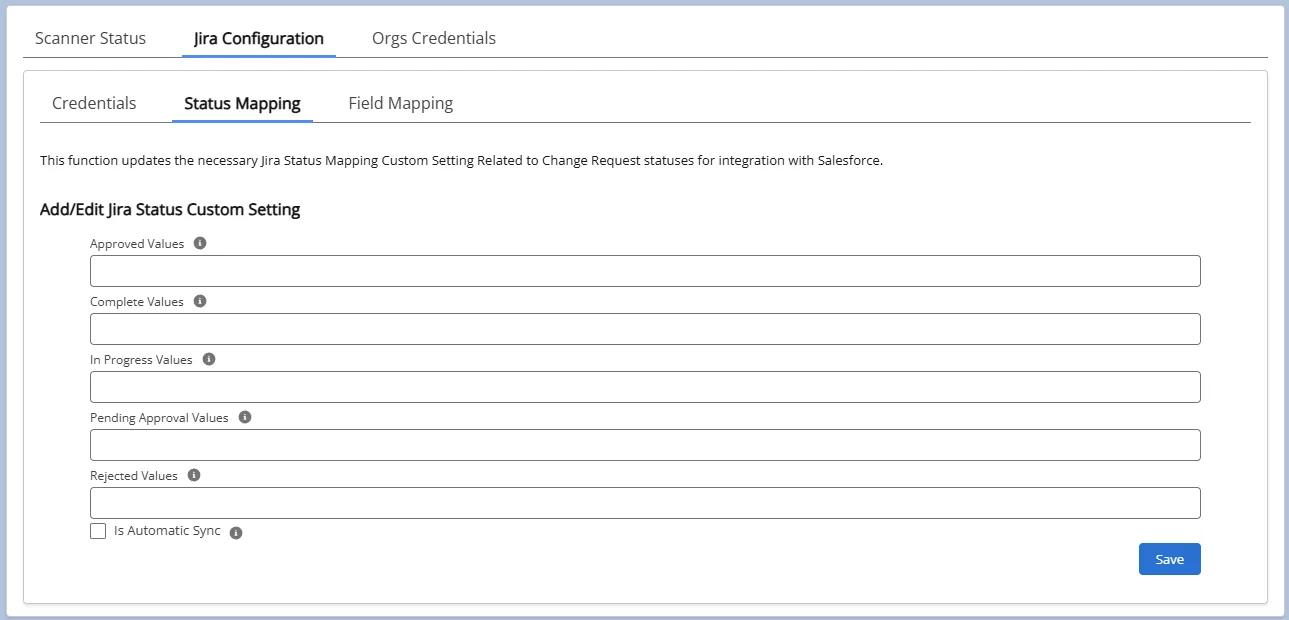 Scanner Status Jira Configuration Orgs Credentials
Credentials Status Mapping Field Mapping
This function updates the necessary Jira Status Mapping Custom Setting Related to Change Request statuses for integration with Salesforce.
Add/Edit Jira Status Custom Setting
Approved Values
Complete Values
In Progress Values
Pending Approval Values
Rejected Values
Is Automatic Sync
Save